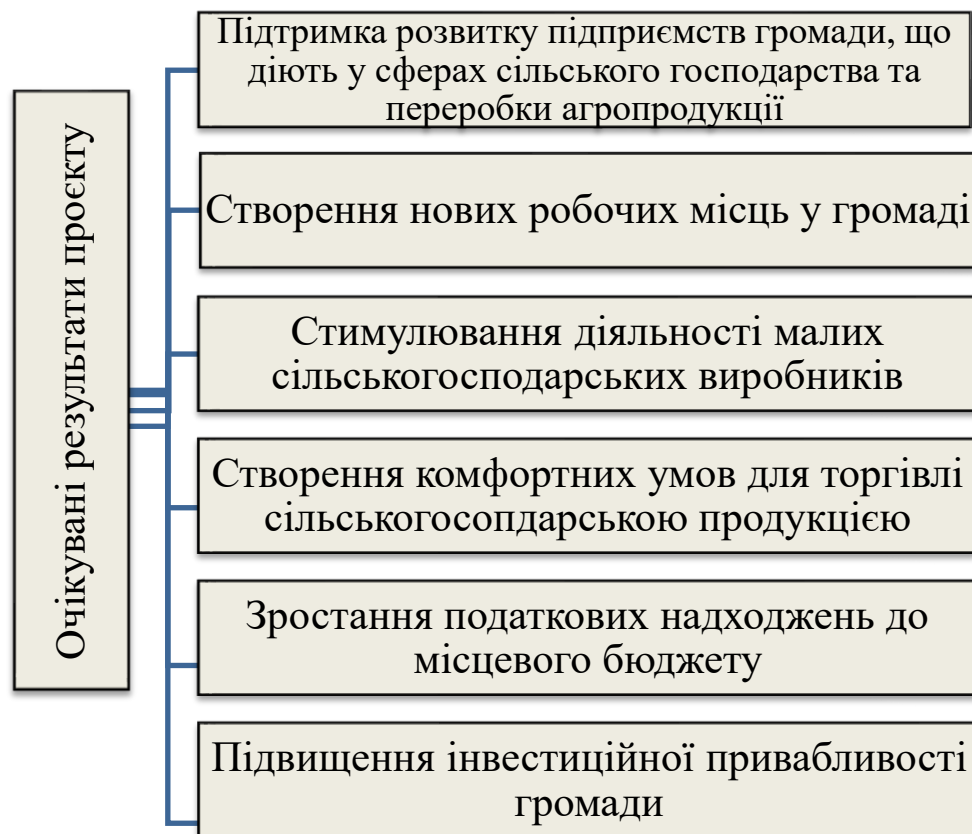 Очікувані результати проєкту
Підтримка розвитку підприємств громади, що
діють у сферах сільського господарства та
переробки агропродукції
Створення нових робочих місць у громаді
Стимулювання діяльності малих
сільськогосподарських виробників
Створення комфортних умов для торгівлі
сільськогосопдарською продукцією
Зростання податкових надходжень до
місцевого бюджету
Підвищення інвестиційної привабливості
громади